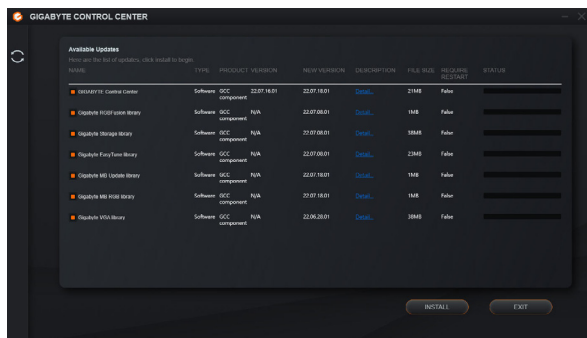 GIGABYTE CONTROL CENTER
Available Updates
Here are the list of updates, click install to begin.
NAME TYPE PRODUCT VERSION NEW VERSION DESCRIPTION FILE SIZE REQUIRE RESTART STATUS
GIGABYTE Control Center Software GCC component 22.07.16.01 22.07.18.01 Detail... 21MB False
Gigabyte RGBFusion library Software GCC component N/A 22.07.08.01 Detail... 1MB False
Gigabyte Storage library Software GCC component N/A 22.07.08.01 Detail... 38MB False
Gigabyte EasyTune library Software GCC component N/A 22.07.00.01 Detail... 23MB False
Gigabyte MB Update library Software GCC component N/A 22.07.18.01 Detail... 1MB False
Gigabyte MB RGB library Software GCC component N/A 22.07.18.01 Detail... 1MB False
Gigabyte VGA library Software GCC component N/A 22.06.28.01 Detail... 38MB False
INSTALL EXIT